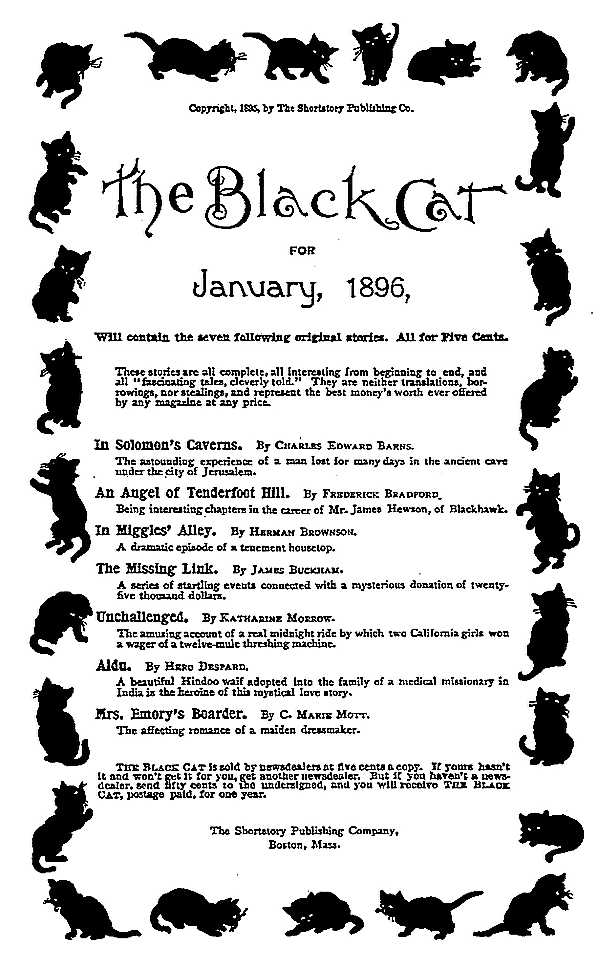 Copyright, 1895, by The Shortstory Publishing Co.
The Black Cat
FOR
January, 1896,
Will contain the seven following original stories. All for Five Cents.
These stories are all complete, all interesting from beginning to end, and
all "fascinating tales, cleverly told." They are neither translations, bor-
rowings, nor stealings, and represent the best money's worth ever offered
by any magazine at any price.
In Solomon's Caverns. By CHARLES EDWARD BARNS.
The astounding experience of a man lost for many days in the ancient cave
under the city of Jerusalem.
An Angel of Tenderfoot Hill. By FREDERICK BRADFORD.
Being interesting chapters in the career of Mr. James Hewson, of Blackhawk.
In Miggles' Alley. By HERMAN BROWNSON.
A dramatic episode of a tenement housetop.
The Missing Link. By JAMES BUCKHAM.
A series of startling events connected with a mysterious donation of twenty-
five thousand dollars.
Unchallenged. By KATHARINE MORROW.
The amusing account of a real midnight ride by which two California girls won
a wager of a twelve-mule threshing machine.
Aidu. By HERO DESPARD.
A beautiful Hindoo waif adopted into the family of a medical missionary in
India is the heroine of this mystical love story.
Mrs. Emory's Boarder. By C. MARIE MOTT.
The affecting romance of a maiden dressmaker.
THE BLACK CAT is sold by newsdealers at five cents a copy. If yours hasn't
it and won't get it for you, get another newsdealer. But if you haven't a news-
dealer, send fifty cents to the undersigned, and you will receive THE BLACK
CAT, postage paid, for one year.
The Shortstory Publishing Company,
Boston, Mass.